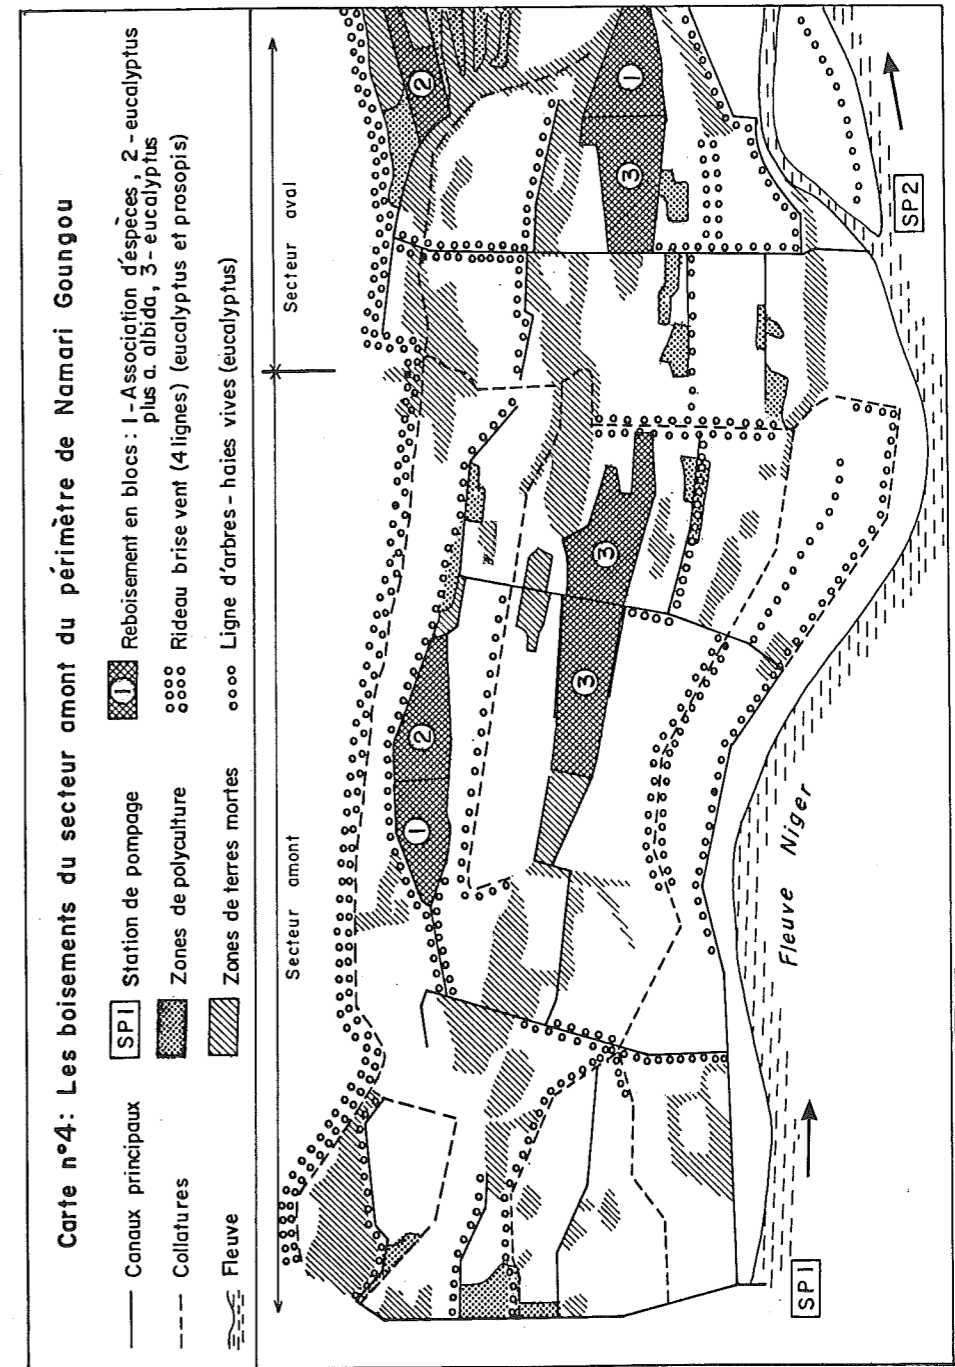 Carte n°4: Les boisements du secteur amont du périmètre de Namari Goungou
Canaux principaux
Collatures
Fleuve
SP1 Station de pompage
Zones de polyculture
Zones de terres mortes
1 Reboisement en blocs : 1-Association d'espèces, 2-eucalyptus
plus a. albida, 3-eucalyptus
Rideau brise vent (4 lignes) (eucalyptus et prosopis)
Ligne d'arbres - haies vives (eucalyptus)
Secteur amont
Secteur aval
1
2
2
3
3
3
1
Fleuve Niger
SP1
SP2